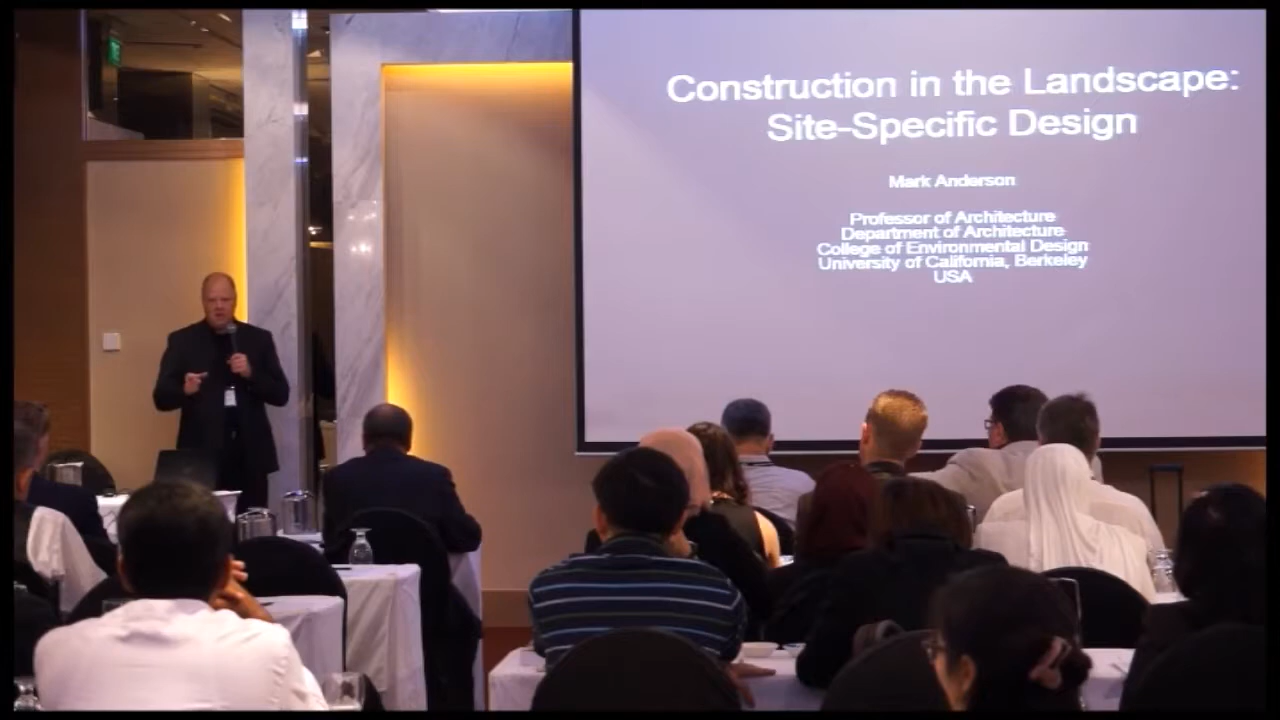 Construction in the Landscape:
Site-Specific Design
Mark Anderson
Professor of Architecture
Department of Architecture
College of Environmental Design
University of California, Berkeley
USA